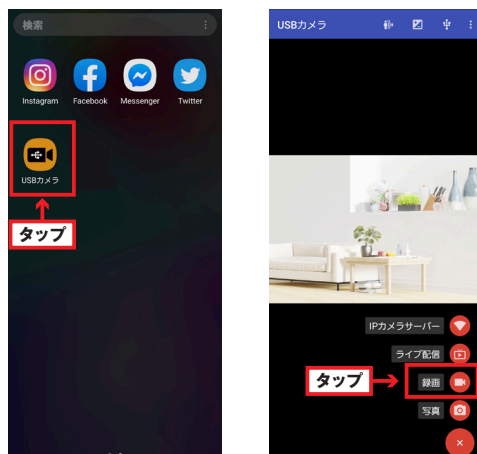 検索
Instagram
Facebook
Messenger
Twitter
USBカメラ
タップ
USBカメラ
IPカメラサーバー
ライブ配信
タップ
録画
写真